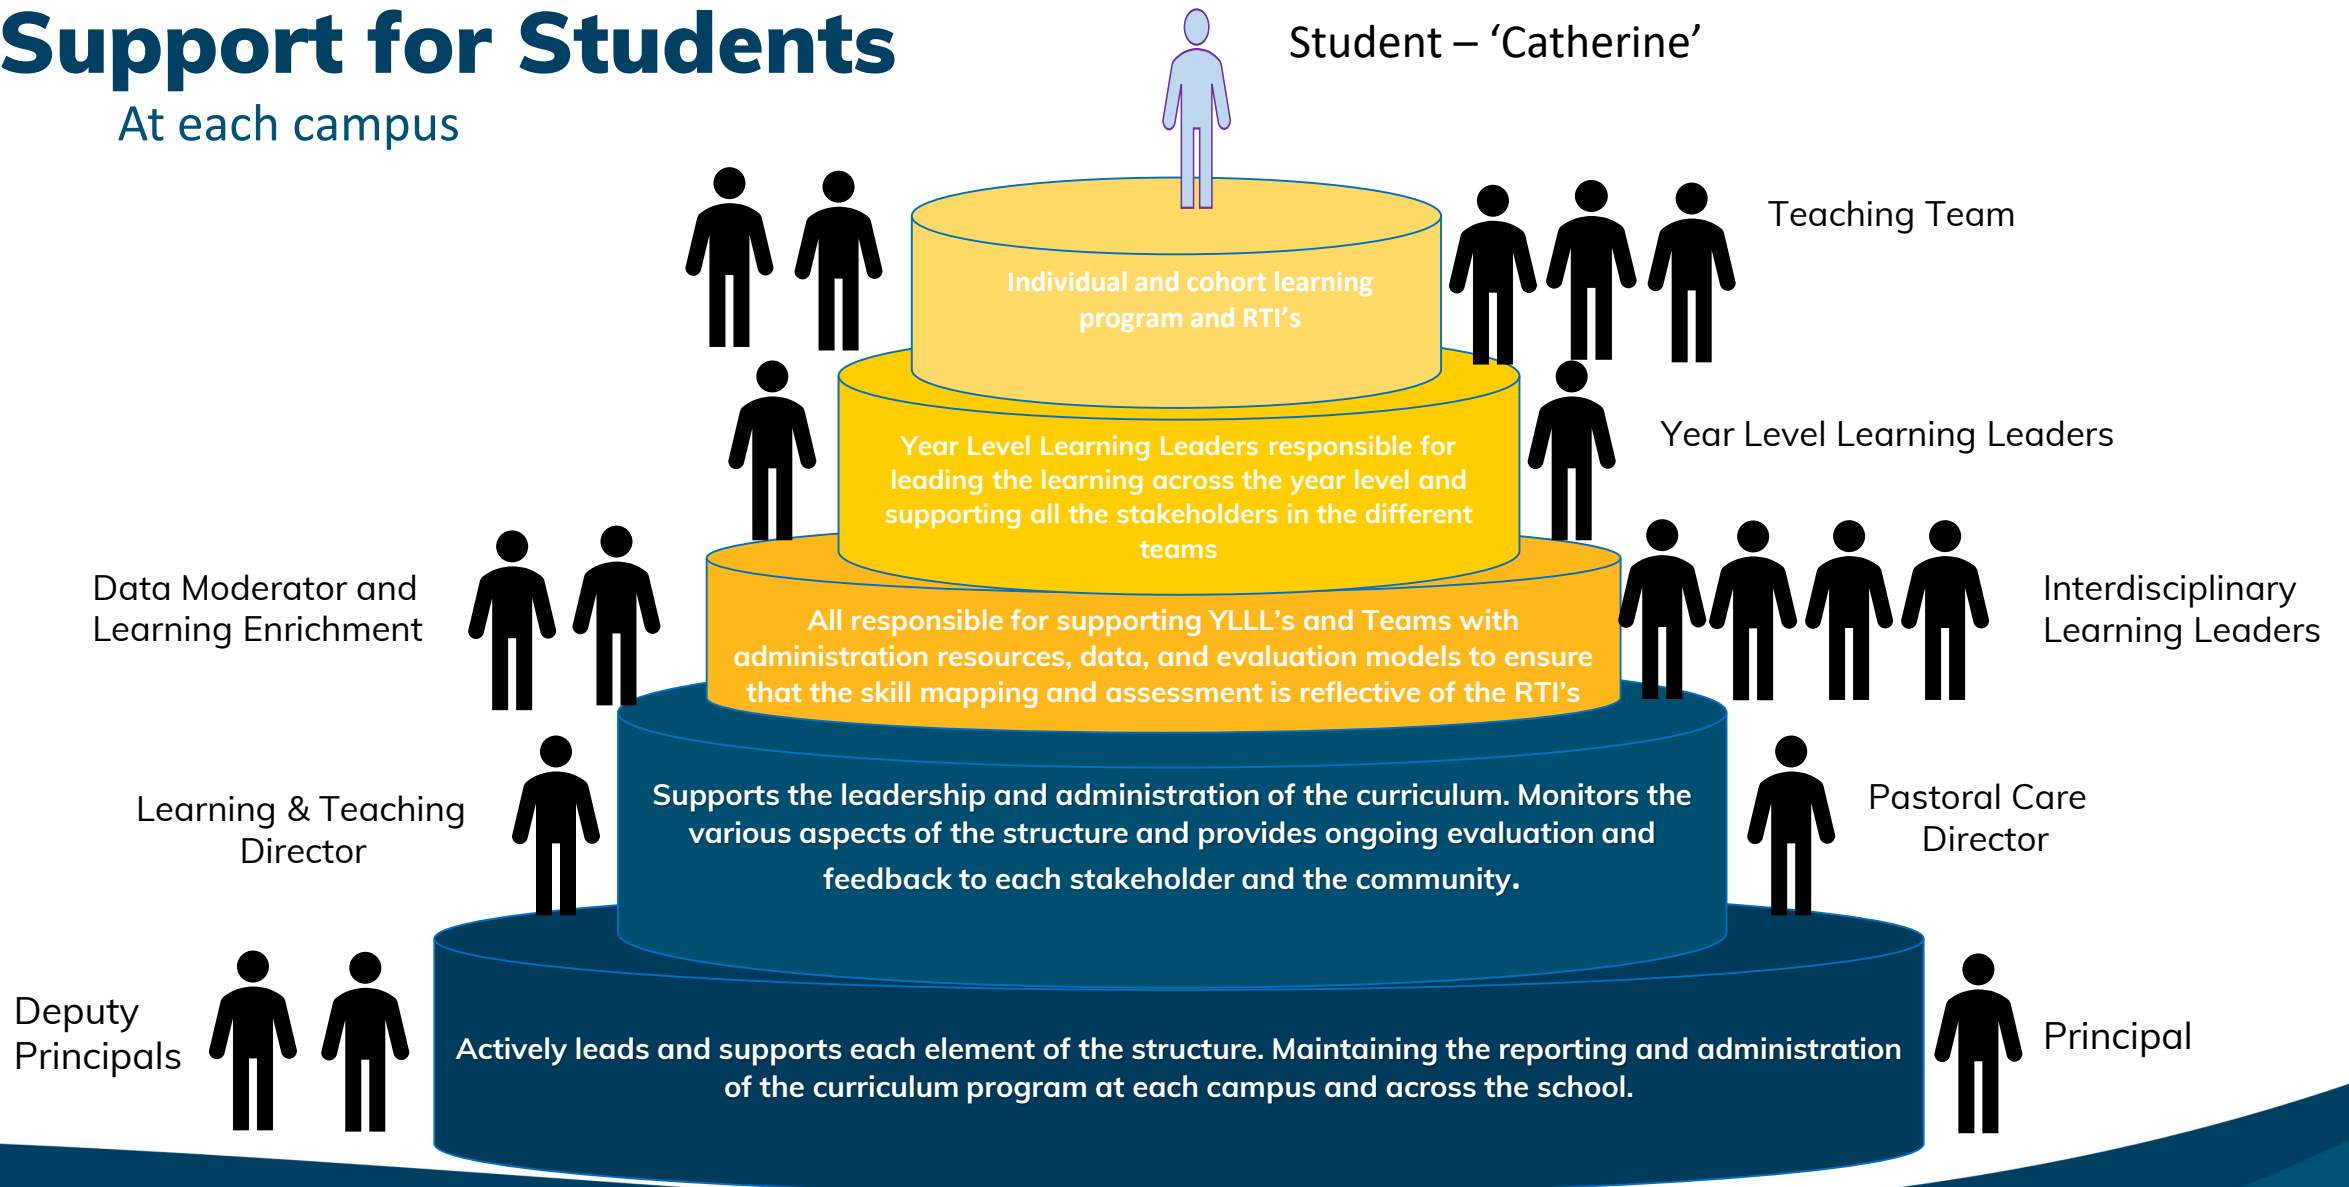 Support for Students
At each campus
Student – ‘Catherine’
Teaching Team
Individual and cohort learning
program and RTI’s
Year Level Learning Leaders
Year Level Learning Leaders responsible for
leading the learning across the year level and
supporting all the stakeholders in the different
teams
Data Moderator and
Learning Enrichment
Interdisciplinary
Learning Leaders
All responsible for supporting YLLL’s and Teams with
administration resources, data, and evaluation models to ensure
that the skill mapping and assessment is reflective of the RTI’s
Learning & Teaching
Director
Pastoral Care
Director
Supports the leadership and administration of the curriculum. Monitors the
various aspects of the structure and provides ongoing evaluation and
feedback to each stakeholder and the community.
Deputy
Principals
Principal
Actively leads and supports each element of the structure. Maintaining the reporting and administration
of the curriculum program at each campus and across the school.